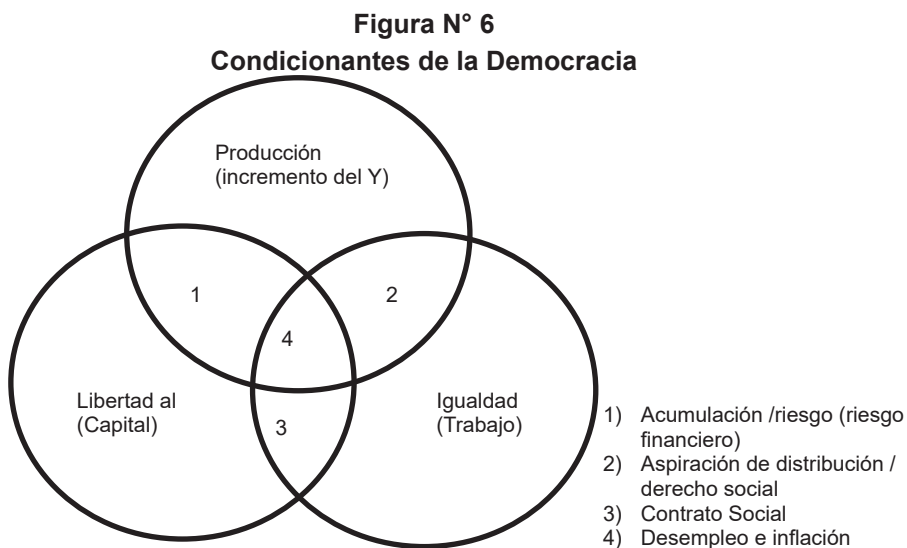 Figura N° 6
Condicionantes de la Democracia
Producción
(incremento del Y)
1
2
4
Libertad al
(Capital)
3
Igualdad
(Trabajo)
1) Acumulación /riesgo (riesgo
financiero)
2) Aspiración de distribución /
derecho social
3) Contrato Social
4) Desempleo e inflación